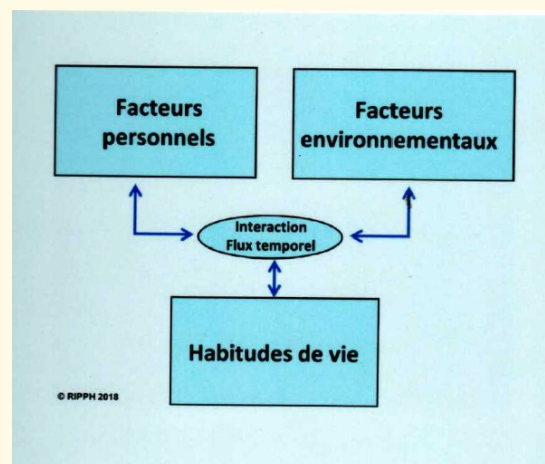 Facteurs
personnels
Facteurs
environnementaux
Interaction
Flux temporel
Habitudes de vie
© RIPPH 2018